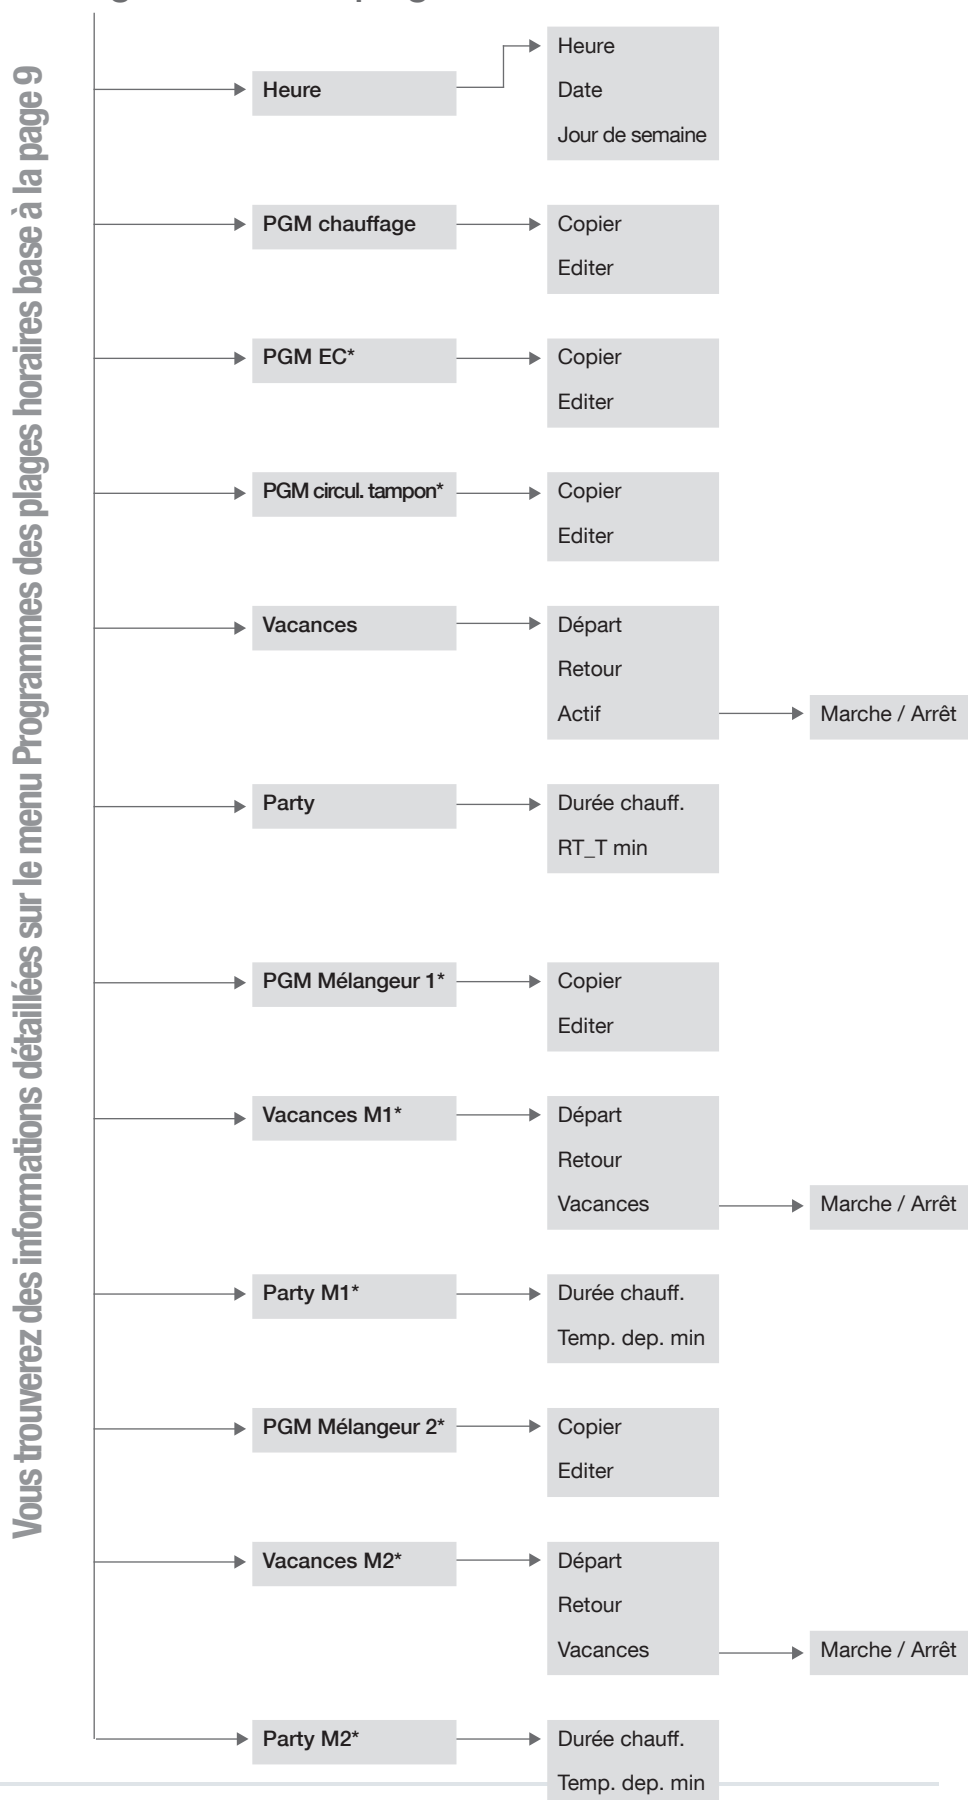 Vous trouverez des informations détaillées sur le menu Programmes des plages horaires base à la page 9
Heure
Heure
Date
Jour de semaine
PGM chauffage
Copier
Editer
PGM EC*
Copier
Editer
PGM circul. tampon*
Copier
Editer
Vacances
Départ
Retour
Actif
Marche / Arrêt
Party
Durée chauff.
RT_T min
PGM Mélangeur 1*
Copier
Editer
Vacances M1*
Départ
Retour
Vacances
Marche / Arrêt
Party M1*
Durée chauff.
Temp. dep. min
PGM Mélangeur 2*
Copier
Editer
Vacances M2*
Départ
Retour
Vacances
Marche / Arrêt
Party M2*
Durée chauff.
Temp. dep. min